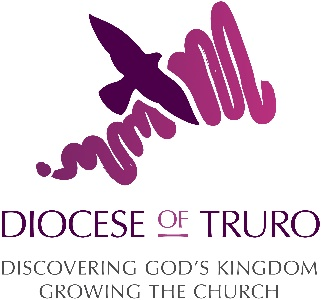 DIOCESE OF TRURO
DISCOVERING GOD'S KINGDOM
GROWING THE CHURCH